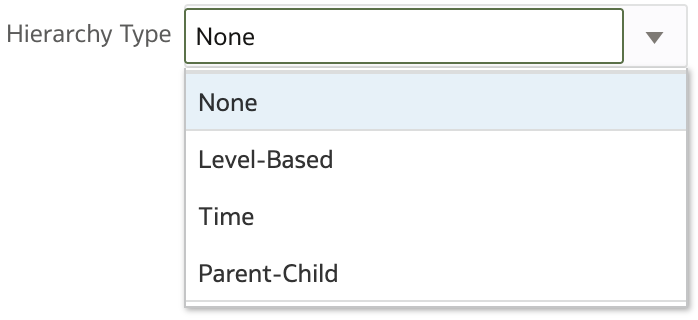 Hierarchy Type None
None
Level-Based
Time
Parent-Child